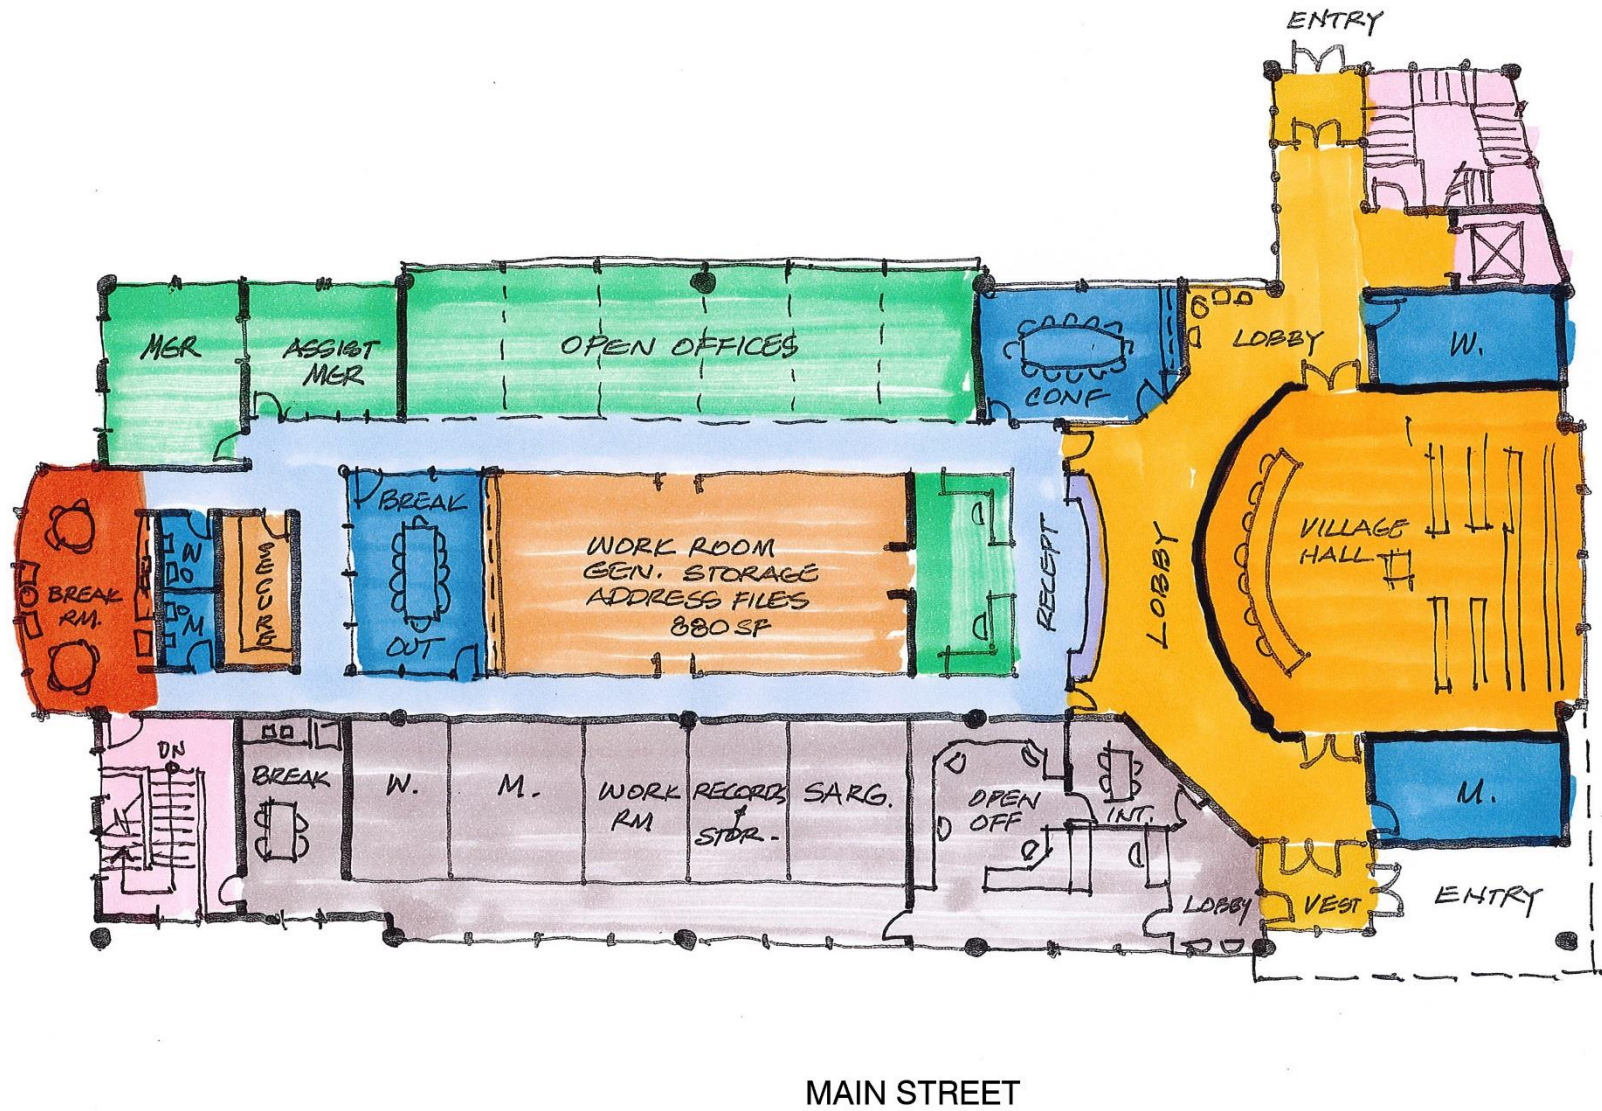 ENTRY
MGR
ASSIST
MGR
OPEN OFFICES
CONF
LOBBY
W.
BREAK
OUT
WORK ROOM
GEN. STORAGE
ADDRESS FILES
880 SF
RECEPT
LOBBY
VILLAGE
HALL
BREAK
RM.
WO
M
DN
BREAK
W.
M.
WORK
RM
RECORDS
&
STOR.
SARG.
OPEN
OFF
INT.
LOBBY
VEST
M.
ENTRY
MAIN STREET